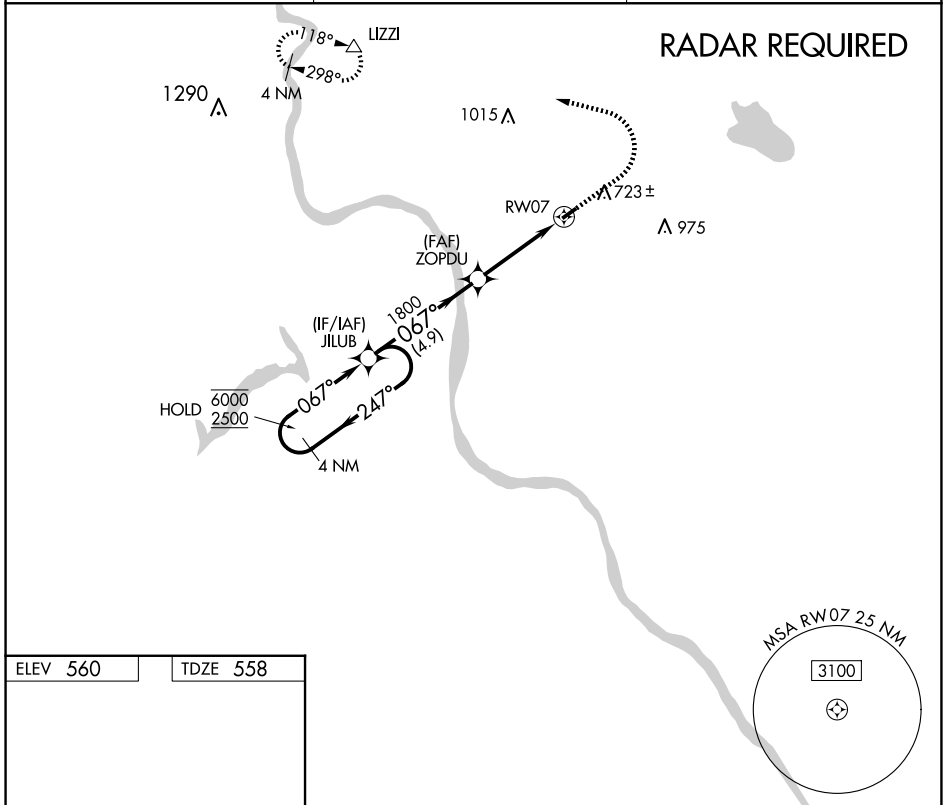 118°
LIZZI
298°
4 NM
RADAR REQUIRED
1290
1015
723 ±
RW07
975
(FAF)
ZOPDU
1800
067°
(4.9)
(IF/IAF)
JILUB
067°
247°
HOLD
6000
2500
4 NM
MSA RW07 25 NM
3100
ELEV 560
TDZE 558